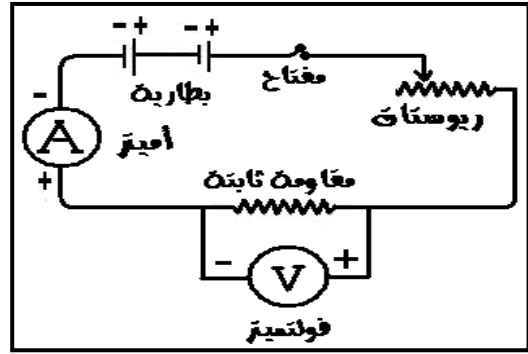 - + - +
بطارية
مفتاح
ريوستات
-
A
أميتر
+
مقاومة ثابتة
- V +
فولتميتر